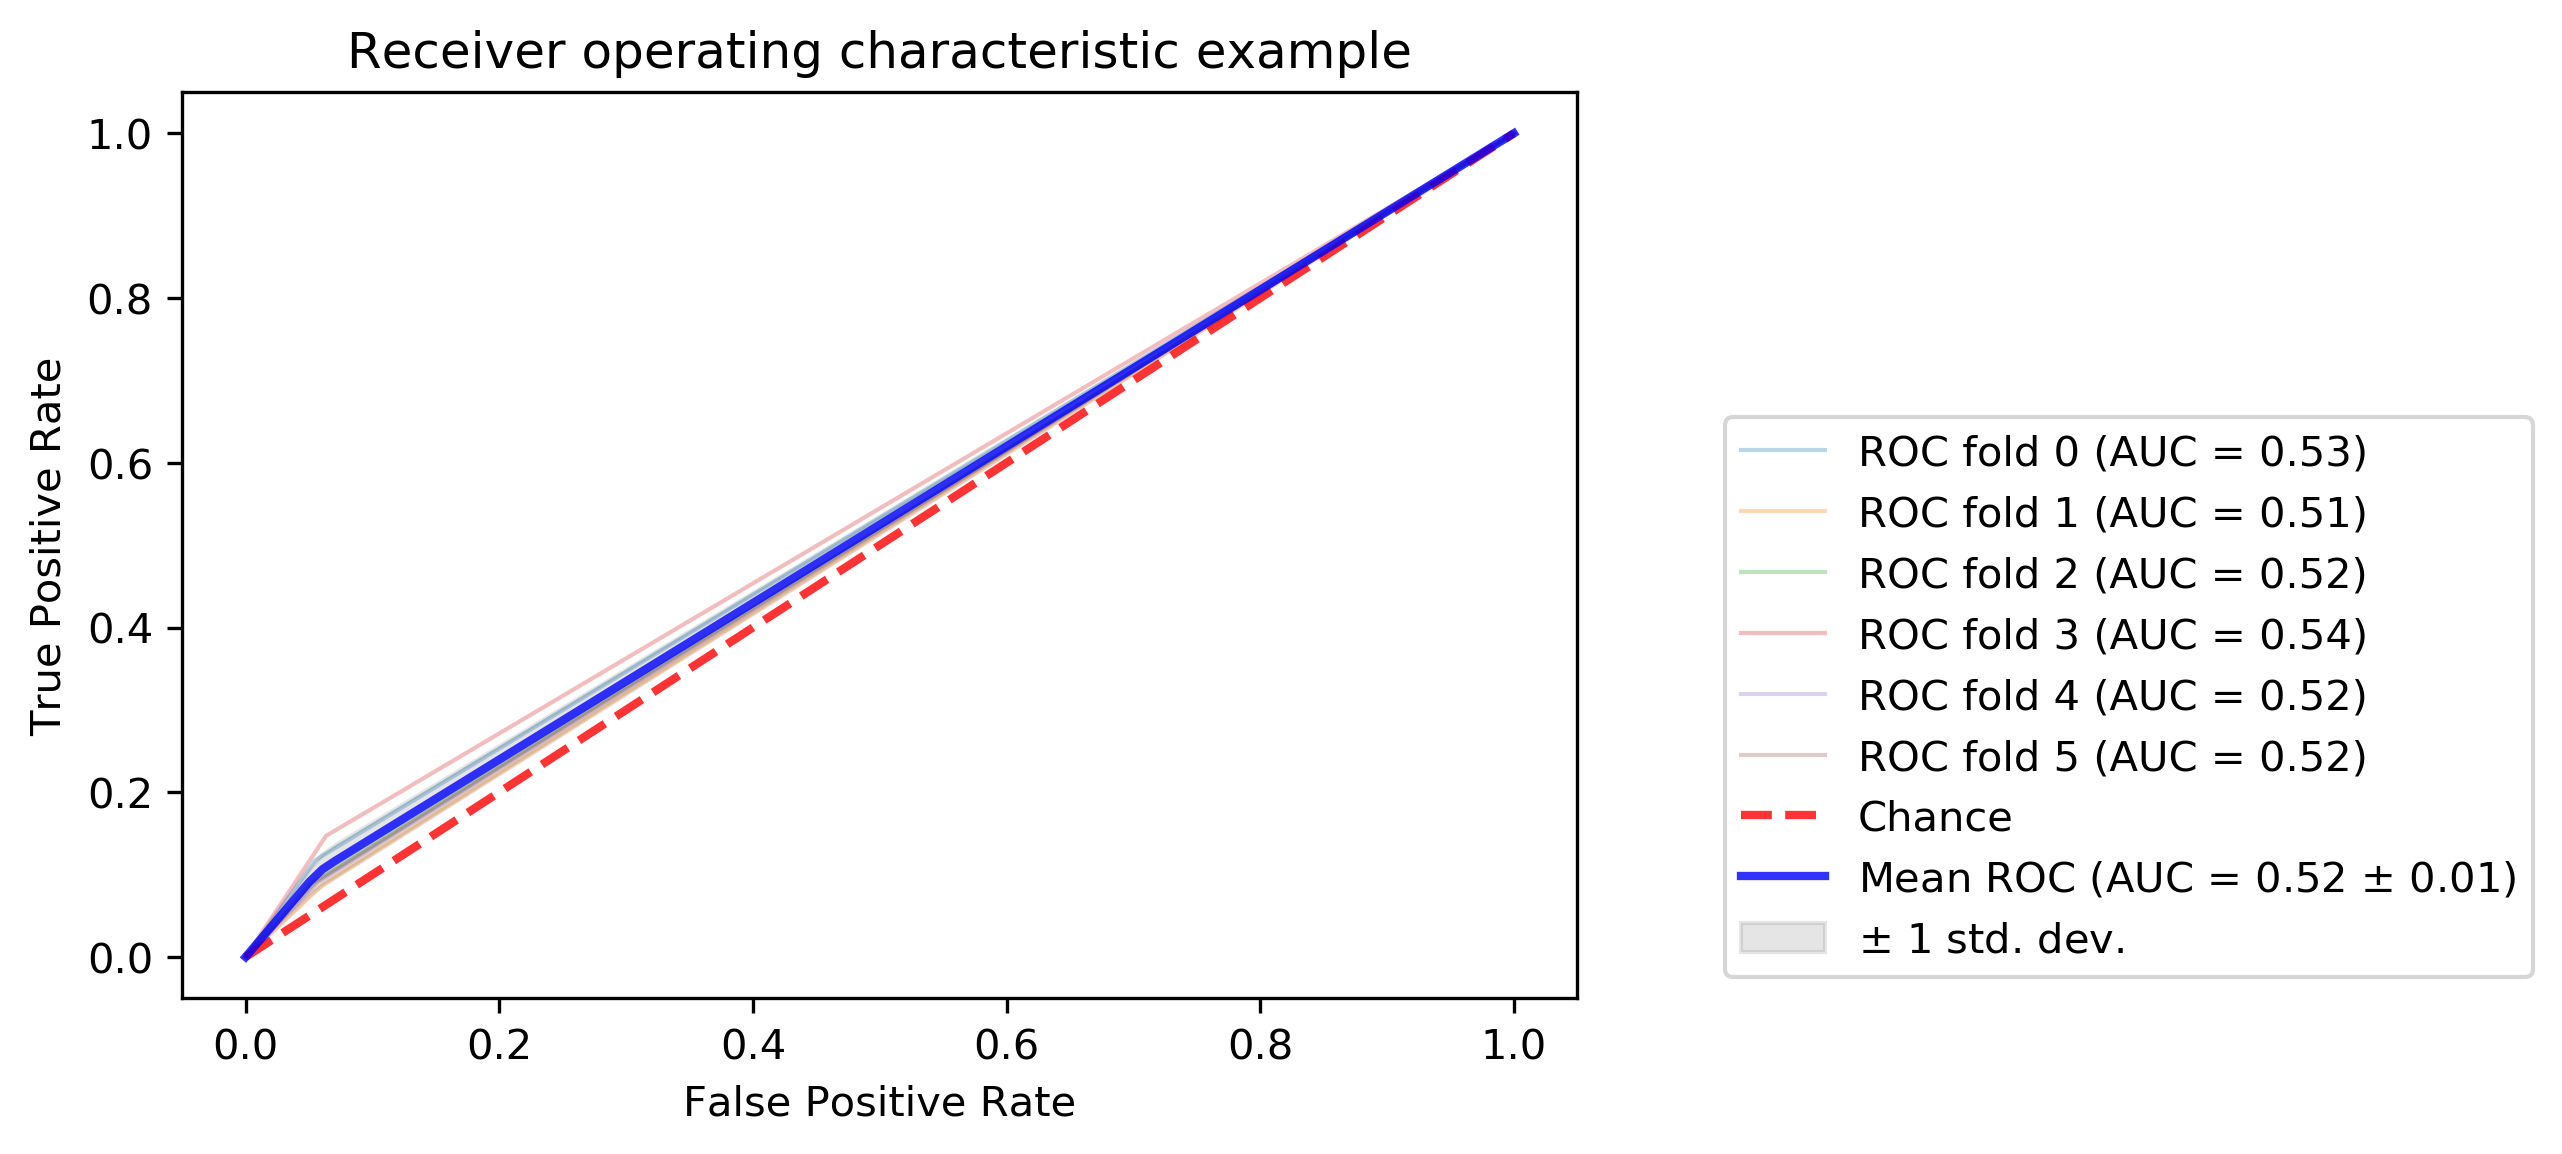 Receiver operating characteristic example
1.0
0.8
0.6
0.4
0.2
0.0
True Positive Rate
0.0 0.2 0.4 0.6 0.8 1.0
False Positive Rate
ROC fold 0 (AUC = 0.53)
ROC fold 1 (AUC = 0.51)
ROC fold 2 (AUC = 0.52)
ROC fold 3 (AUC = 0.54)
ROC fold 4 (AUC = 0.52)
ROC fold 5 (AUC = 0.52)
Chance
Mean ROC (AUC = 0.52 ± 0.01)
± 1 std. dev.